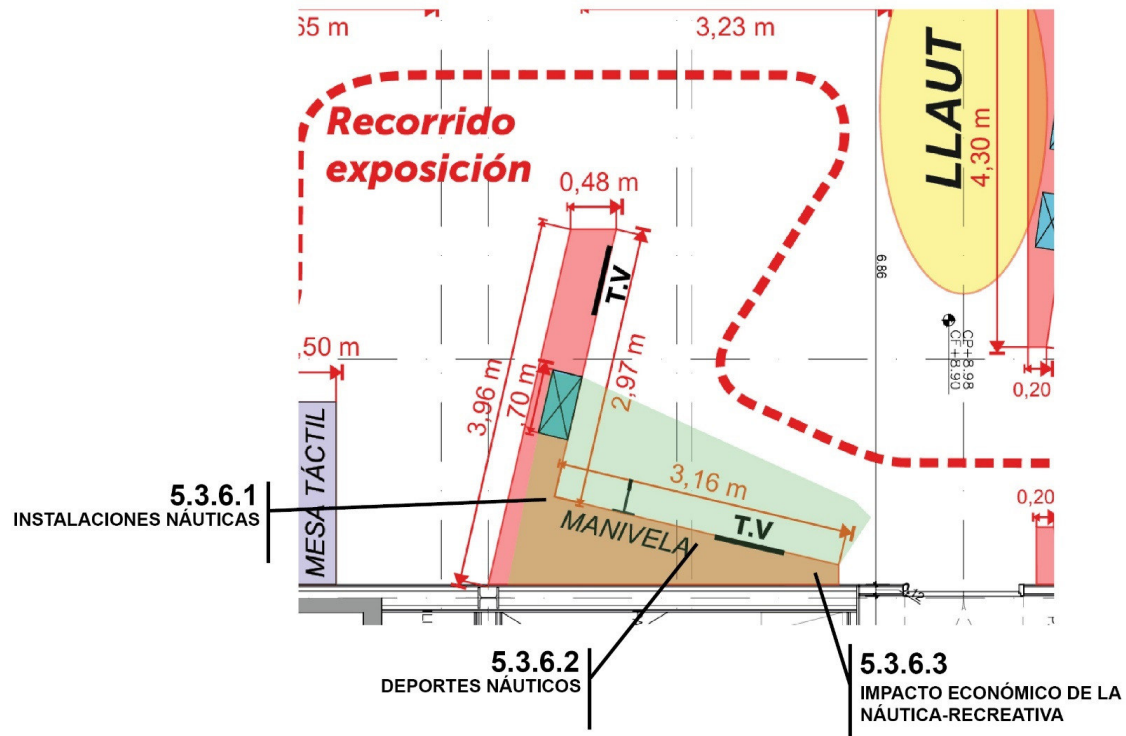 65 m
3,23 m
Recorrido
exposición
0,48 m
LLAUT
4,30 m
T.V
6.86
CP+8.98
CF+8.90
,50 m
3,96 m
,70 m
2,97 m
0,20
MESA TÁCTIL
3,16 m
MANIVELA
T.V
0,20
5.3.6.1
INSTALACIONES NÁUTICAS
5.3.6.2
DEPORTES NÁUTICOS
5.3.6.3
IMPACTO ECONÓMICO DE LA
NÁUTICA-RECREATIVA